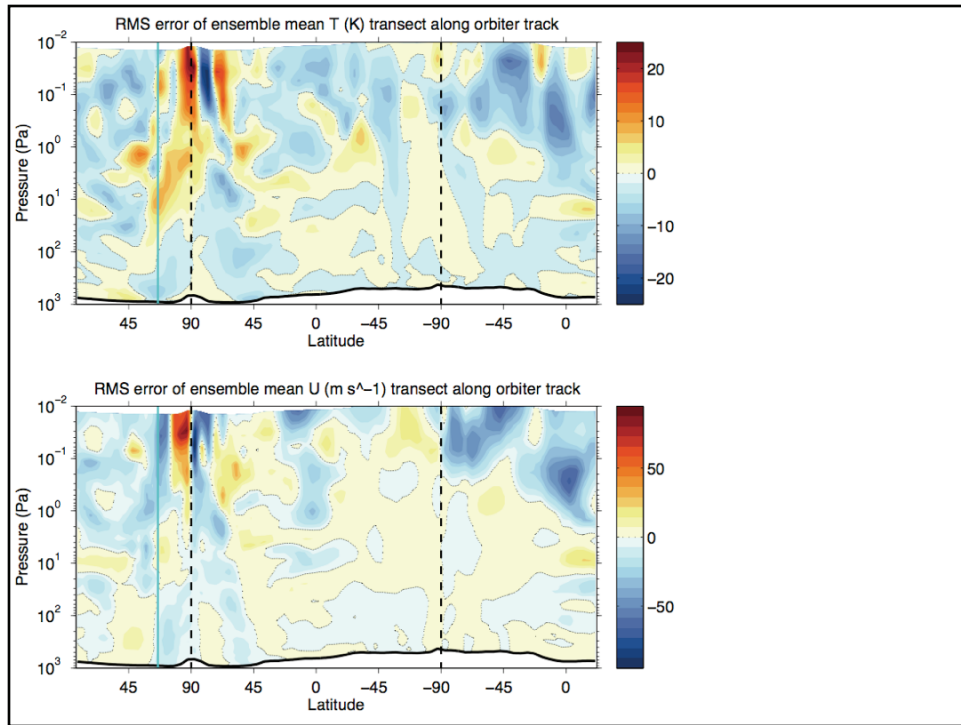 RMS error of ensemble mean T (K) transect along orbiter track
10^−2
10^−1
10^0
10^1
10^2
10^3
Pressure (Pa)
45 90 45 0 −45 −90 −45 0
Latitude
20
10
0
−10
−20
RMS error of ensemble mean U (m s^−1) transect along orbiter track
10^−2
10^−1
10^0
10^1
10^2
10^3
Pressure (Pa)
45 90 45 0 −45 −90 −45 0
Latitude
50
0
−50